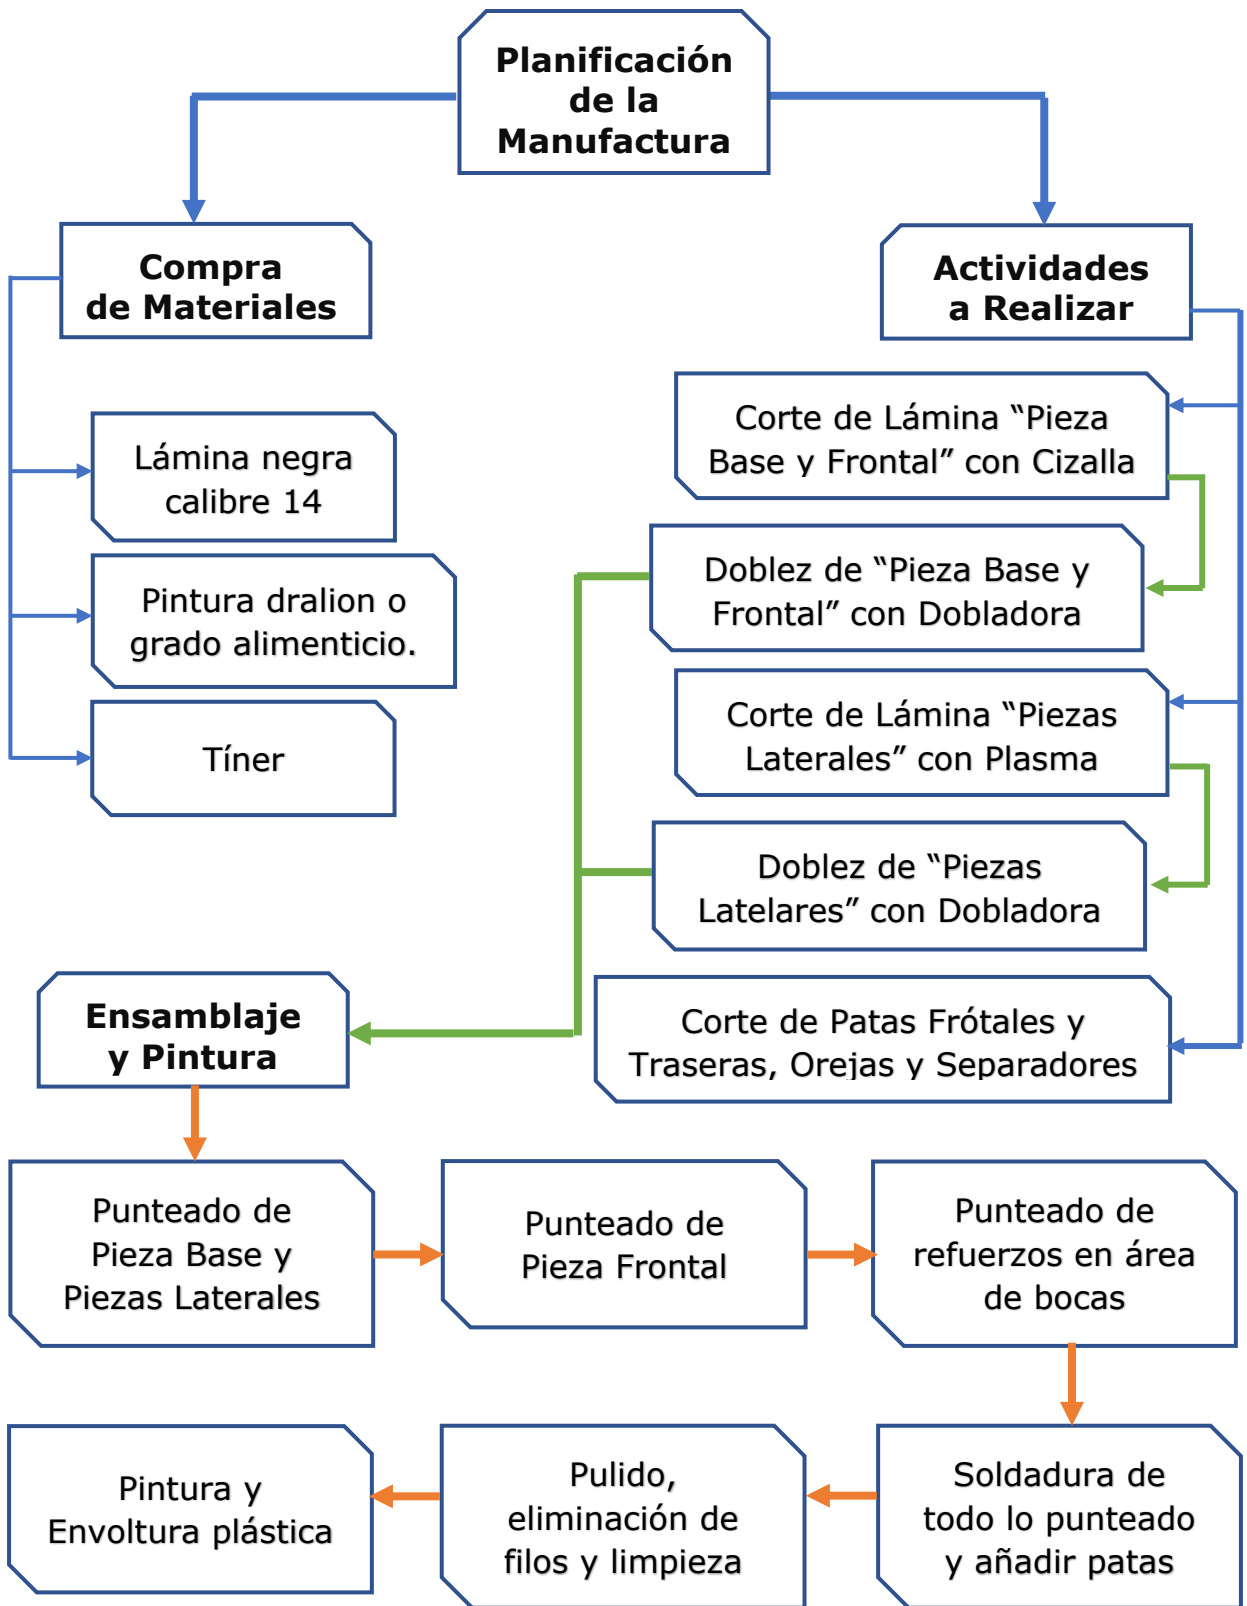 Planificación
de la
Manufactura
Compra
de Materiales
Lámina negra
calibre 14
Pintura dralion o
grado alimenticio.
Tíner
Actividades
a Realizar
Corte de Lámina “Pieza
Base y Frontal” con Cizalla
Doblez de “Pieza Base y
Frontal” con Dobladora
Corte de Lámina “Piezas
Laterales” con Plasma
Doblez de “Piezas
Latelares” con Dobladora
Corte de Patas Frótales y
Traseras, Orejas y Separadores
Ensamblaje
y Pintura
Punteado de
Pieza Base y
Piezas Laterales
Punteado de
Pieza Frontal
Punteado de
refuerzos en área
de bocas
Soldadura de
todo lo punteado
y añadir patas
Pulido,
eliminación de
filos y limpieza
Pintura y
Envoltura plástica